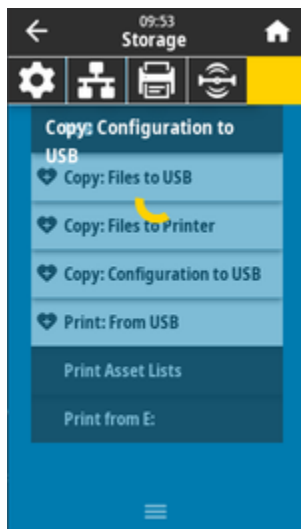 09:53
Storage
Copy: Configuration to
USB
Copy: Files to USB
Copy: Files to Printer
Copy: Configuration to USB
Print: From USB
Print Asset Lists
Print from E: